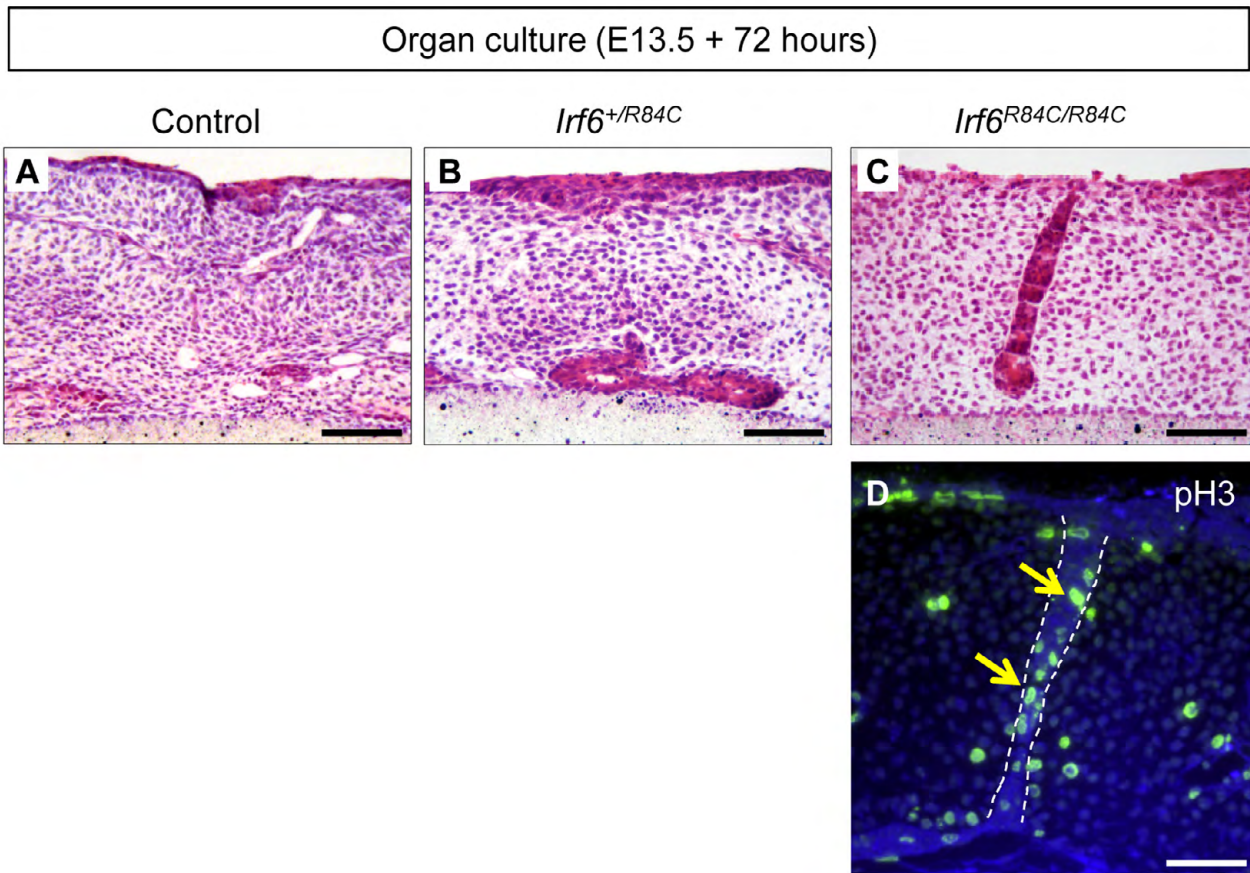 Organ culture (E13.5 + 72 hours)
Control
Irf6+/R84C
Irf6R84C/R84C
A
B
C
D
pH3